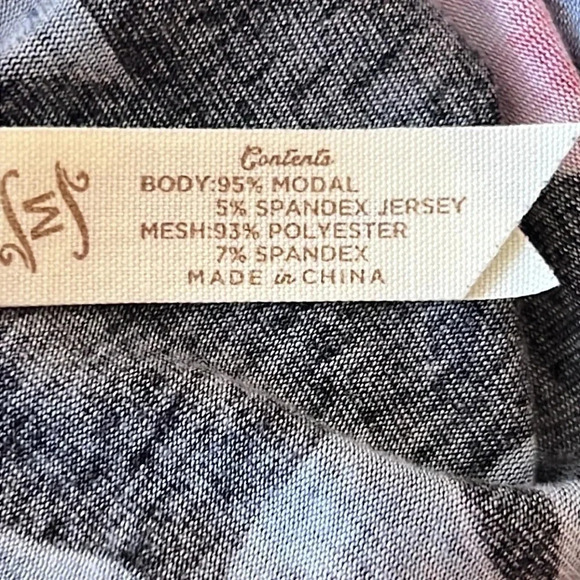 Contents
BODY:95% MODAL
5% SPANDEX JERSEY
MESH:93% POLYESTER
7% SPANDEX
MADE in CHINA
M